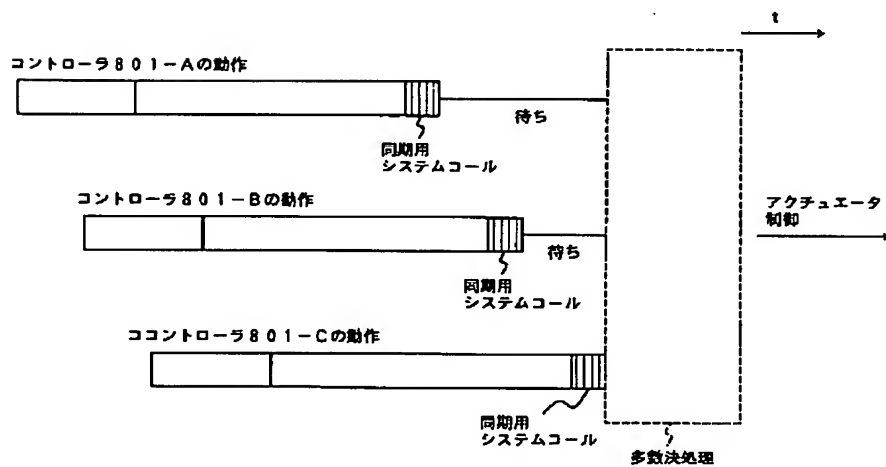 t
コントローラ８０１－Ａの動作
待ち
同期用
システムコール
コントローラ８０１－Ｂの動作
アクチュエータ
制御
待ち
同期用
システムコール
ココントローラ８０１－Ｃの動作
同期用
システムコール
多数決処理